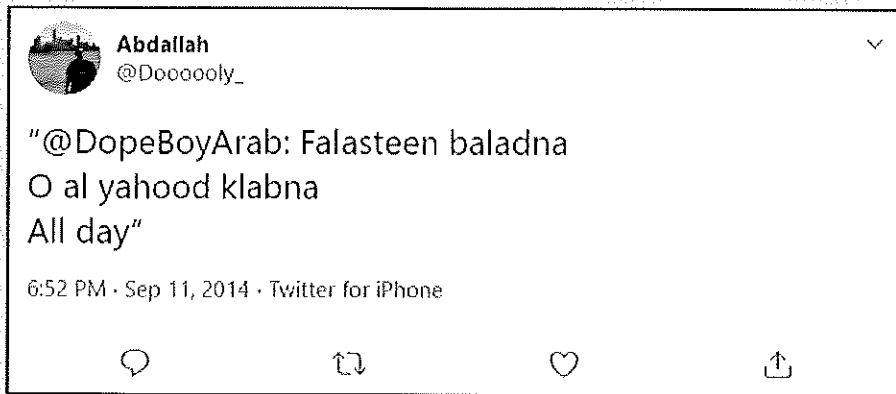 Abdallah
@Doooooly_
"@DopeBoyArab: Falasteen baladna
O al yahood klabna
All day"
6:52 PM · Sep 11, 2014 · Twitter for iPhone